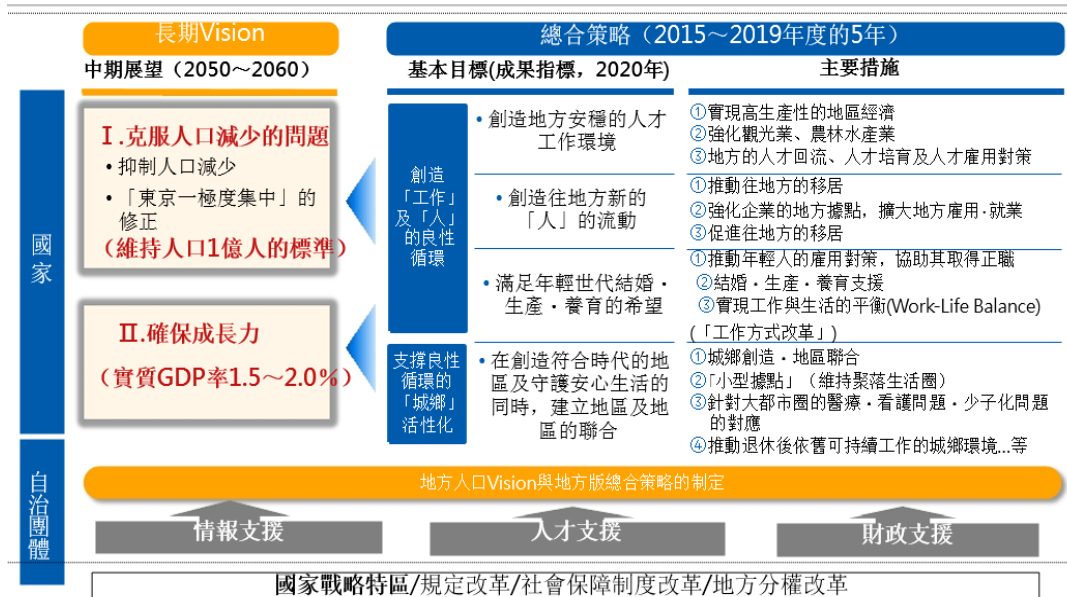 長期Vision
總合策略（2015～2019年度的5年）
中期展望（2050～2060）
基本目標(成果指標，2020年)
主要措施
國家
Ⅰ.克服人口減少的問題
•抑制人口減少
•「東京一極度集中」的
修正
（維持人口1億人的標準）
Ⅱ.確保成長力
（實質GDP率1.5～2.0%）
創造
「工作」
及「人」
的良性
循環
•創造地方安穩的人才
工作環境
①實現高生產性的地區經濟
②強化觀光業、農林水產業
③地方的人才回流、人才培育及人才雇用對策
•創造往地方新的
「人」的流動
①推動往地方的移居
②強化企業的地方據點，擴大地方雇用·就業
③促進往地方的移居
•滿足年輕世代結婚·
生產·養育的希望
①推動年輕人的雇用對策，協助其取得正職
②結婚·生產·養育支援
③實現工作與生活的平衡(Work-Life Balance)
(「工作方式改革」)
支撐良性
循環的
「城鄉」
活性化
•在創造符合時代的地
區及守護安心生活的
同時，建立地區及地
區的聯合
①城鄉創造·地區聯合
②「小型據點」（維持聚落生活圈）
③針對大都市圈的醫療·看護問題·少子化問題
的對應
④推動退休後依舊可持續工作的城鄉環境...等
自治團體
地方人口Vision與地方版總合策略的制定
情報支援
人才支援
財政支援
國家戰略特區/規定改革/社會保障制度改革/地方分權改革